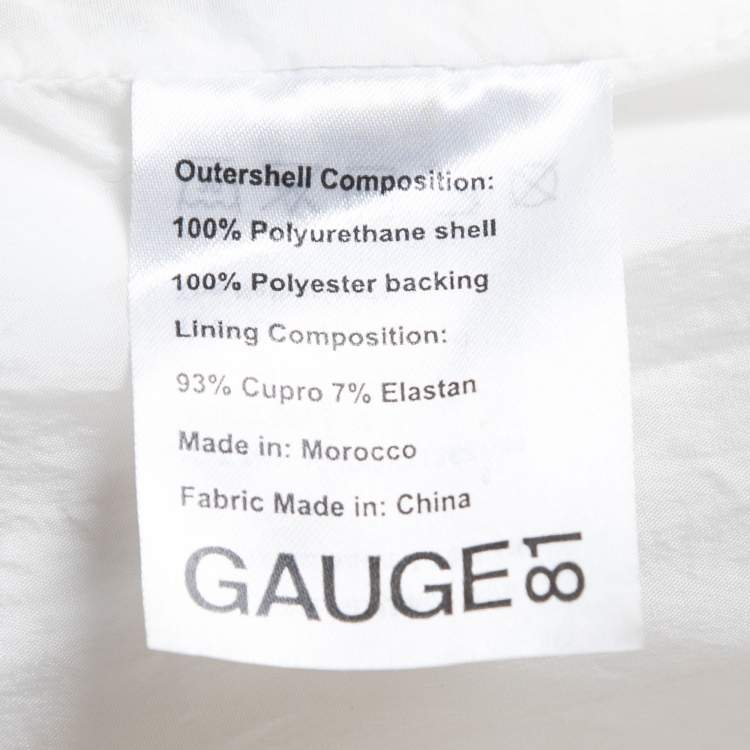 Outershell Composition:
100% Polyurethane shell
100% Polyester backing
Lining Composition:
93% Cupro 7% Elastan
Made in: Morocco
Fabric Made in: China
GAUGE81